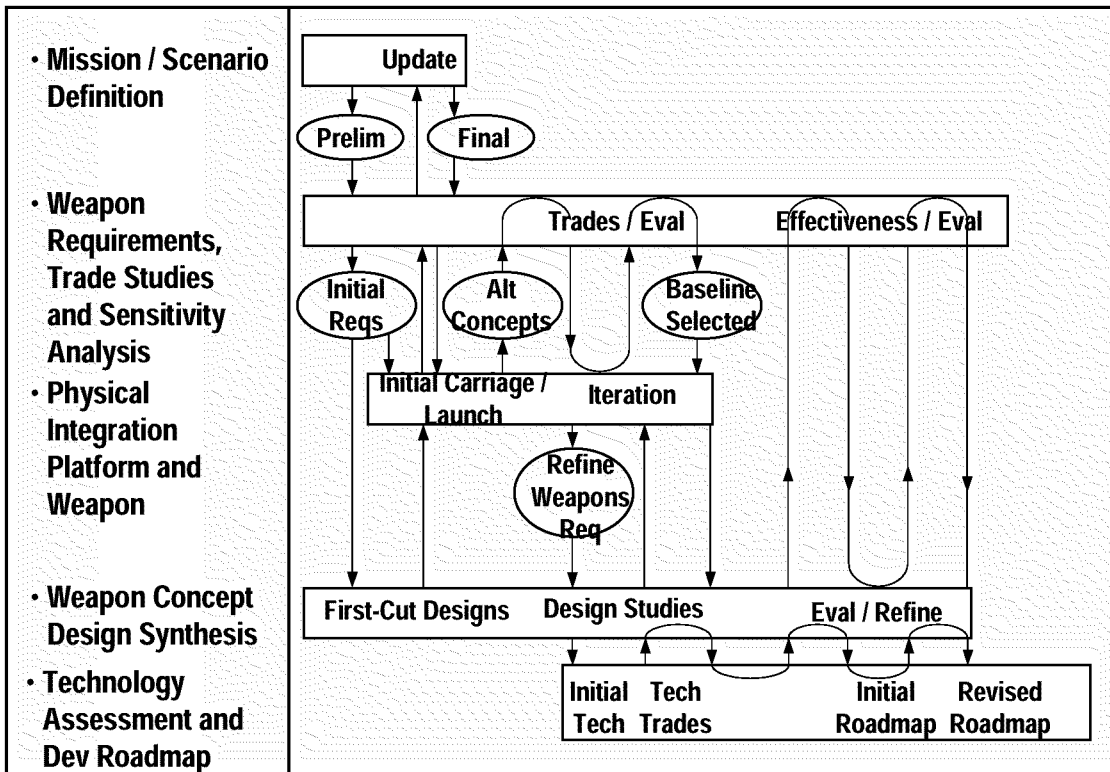 · Mission / Scenario
Definition
· Weapon
Requirements,
Trade Studies
and Sensitivity
Analysis
· Physical
Integration
Platform and
Weapon
· Weapon Concept
Design Synthesis
· Technology
Assessment and
Dev Roadmap
Update
Prelim
Final
Trades / Eval
Effectiveness / Eval
Initial
Reqs
Alt
Concepts
Baseline
Selected
Initial Carriage /
Launch
Iteration
Refine
Weapons
Req
First-Cut Designs
Design Studies
Eval / Refine
Initial
Tech
Tech
Trades
Initial
Roadmap
Revised
Roadmap